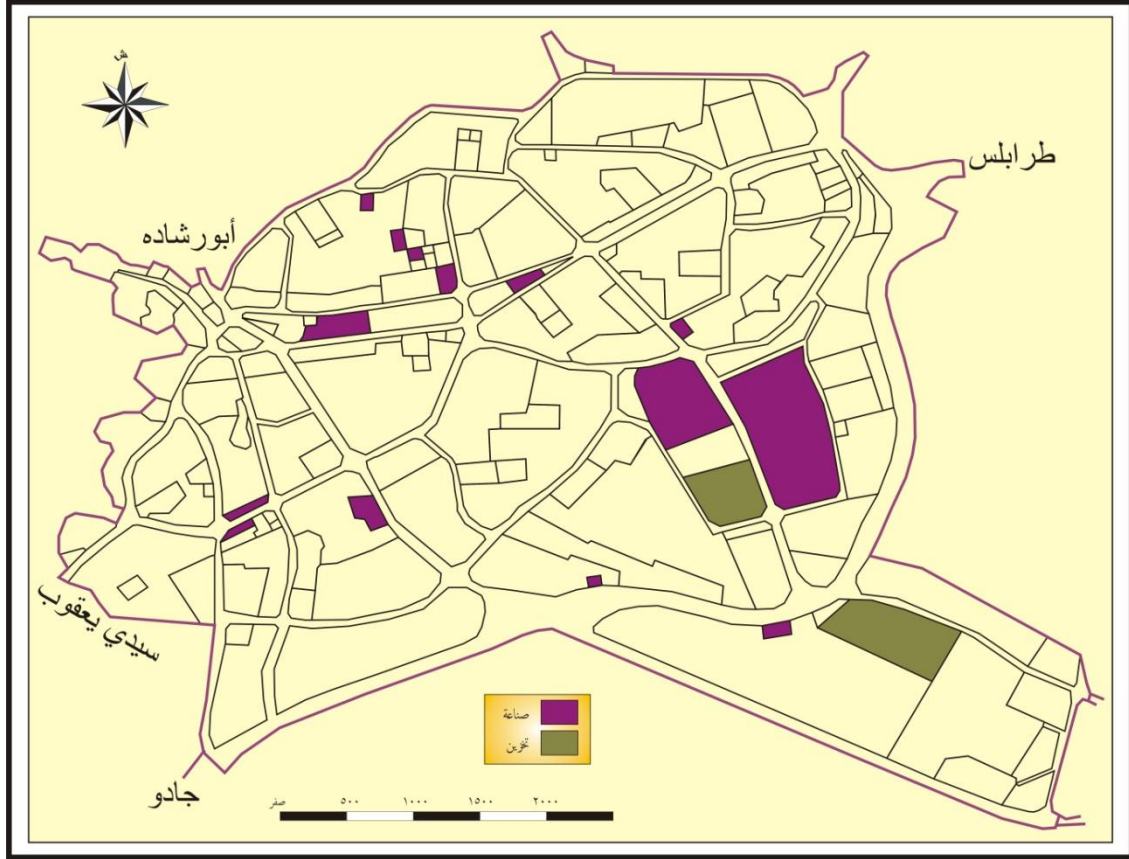 ش
طرابلس
أبورشاده
سيدي يعقوب
صناعة
تخزين
جادو
صفر ٥٠٠ ١٠٠٠ ١٥٠٠ ٢٠٠٠